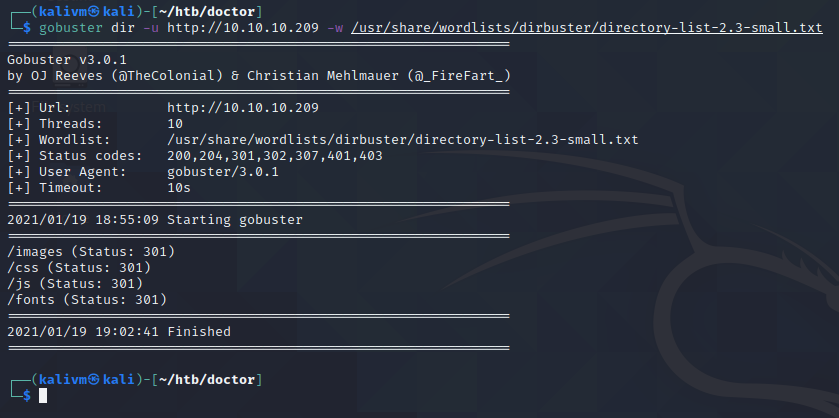 ┌──(kalivm㉿kali)-[~/htb/doctor]
└─$ gobuster dir -u http://10.10.10.209 -w /usr/share/wordlists/dirbuster/directory-list-2.3-small.txt
===============================================================
Gobuster v3.0.1
by OJ Reeves (@TheColonial) & Christian Mehlmauer (@_FireFart_)
===============================================================
[+] Url:            http://10.10.10.209
[+] Threads:        10
[+] Wordlist:       /usr/share/wordlists/dirbuster/directory-list-2.3-small.txt
[+] Status codes:   200,204,301,302,307,401,403
[+] User Agent:     gobuster/3.0.1
[+] Timeout:        10s
===============================================================
2021/01/19 18:55:09 Starting gobuster
===============================================================
/images (Status: 301)
/css (Status: 301)
/js (Status: 301)
/fonts (Status: 301)
===============================================================
2021/01/19 19:02:41 Finished
===============================================================
┌──(kalivm㉿kali)-[~/htb/doctor]
└─$